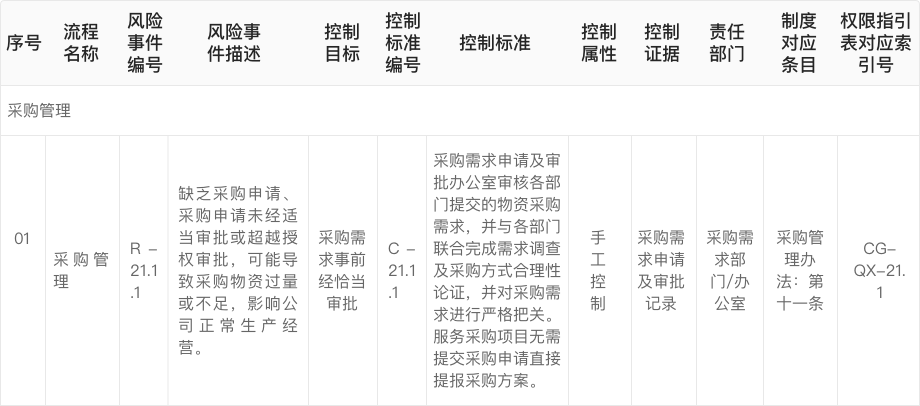 序号
流程
名称
风险
事件
编号
风险事
件描述
控制
目标
控制
标准
编号
控制标准
控制
属性
控制
证据
责任
部门
制度
对应
条目
权限指引
表对应索
引号
采购管理
01
采购管
理
R –
21.1
.1
缺乏采购申请、
采购申请未经适
当审批或超越授
权审批，可能导
致采购物资过量
或不足，影响公
司正常生产经
营。
采购需
求事前
经恰当
审批
C –
21.1
.1
采购需求申请及审
批办公室审核各部
门提交的物资采购
需求，并与各部门
联合完成需求调查
及采购方式合理性
论证，并对采购需
求进行严格把关。
服务采购项目无需
提交采购申请直接
提报采购方案。
手
工
控
制
采购需
求申请
及审批
记录
采购需
求部
门/办
公室
采购管
理办
法：第
十一条
CG–
QX–21.
1